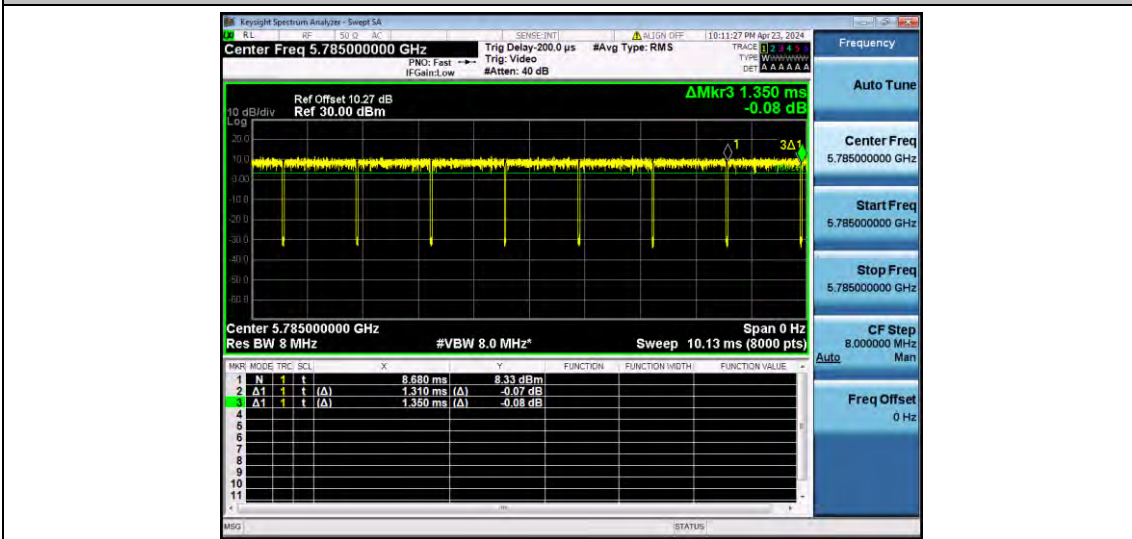 Keysight Spectrum Analyzer - Swept SA
RL RF 50 Ω AC SENSE:INT ALIGN OFF 10:11:27 PM Apr 23, 2024
Center Freq 5.785000000 GHz
PNO: Fast
IFGain:Low
Trig Delay-200.0 µs
Trig: Video
#Atten: 40 dB
#Avg Type: RMS
TRACE 1 2 3 4 5 6
TYPE
DET A A A A A A
Frequency
ΔMkr3 1.350 ms
-0.08 dB
Ref Offset 10.27 dB
Ref 30.00 dBm
10 dB/div
Log
20.0
10.0
0.00
-10.0
-20.0
-30.0
-40.0
-50.0
-60.0
1
3Δ1
Center 5.785000000 GHz
Span 0 Hz
Res BW 8 MHz
#VBW 8.0 MHz*
Sweep 10.13 ms (8000 pts)
MKR MODE TRC SCL X Y FUNCTION FUNCTION WIDTH FUNCTION VALUE
1 N 1 t 8.680 ms 8.33 dBm
2 Δ1 1 t (Δ) 1.310 ms (Δ) -0.07 dB
3 Δ1 1 t (Δ) 1.350 ms (Δ) -0.08 dB
4
5
6
7
8
9
10
11
MSG
STATUS
Auto Tune
Center Freq
5.785000000 GHz
Start Freq
5.785000000 GHz
Stop Freq
5.785000000 GHz
CF Step
8.000000 MHz
Auto Man
Freq Offset
0 Hz